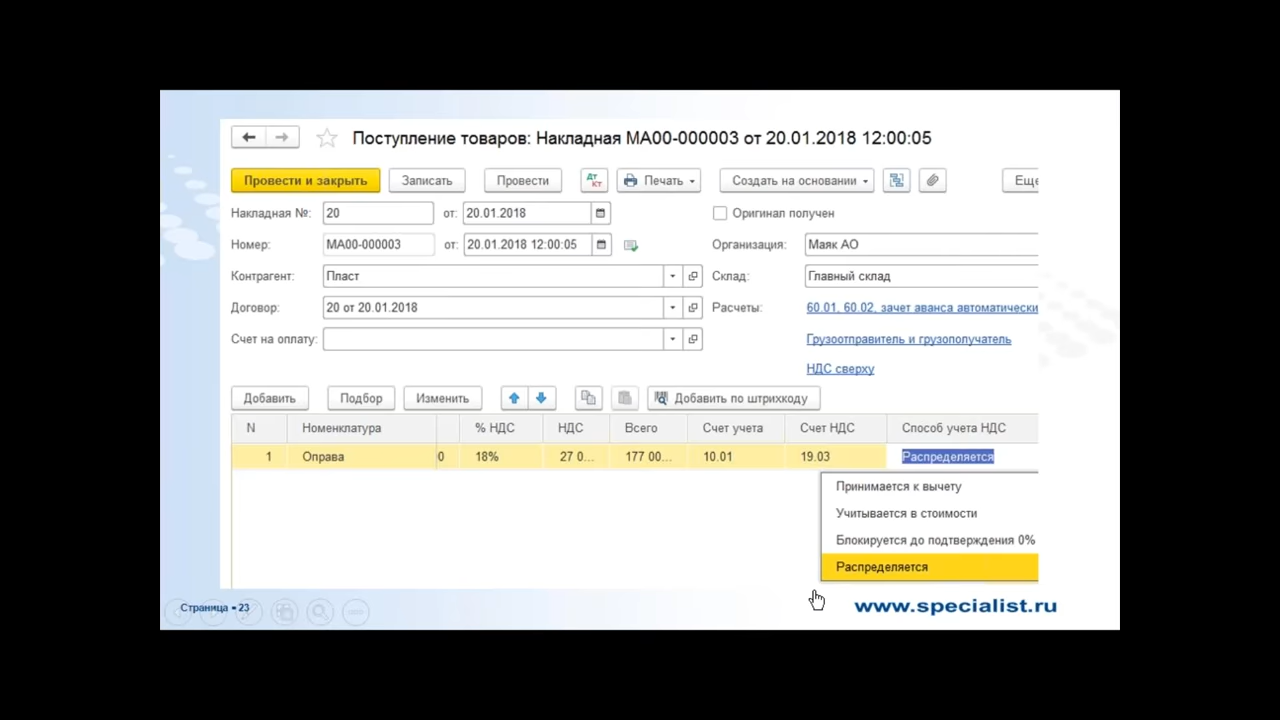 Поступление товаров: Накладная МА00-000003 от 20.01.2018 12:00:05
Провести и закрыть Записать Провести Дт Кт Печать Создать на основании Еще
Накладная №: 20 от: 20.01.2018 Оригинал получен
Номер: МА00-000003 от: 20.01.2018 12:00:05 Организация: Маяк АО
Контрагент: Пласт Склад: Главный склад
Договор: 20 от 20.01.2018 Расчеты: 60.01, 60.02, зачет аванса автоматически
Счет на оплату: Грузоотправитель и грузополучатель
НДС сверху
Добавить Подбор Изменить Добавить по штрихкоду
N Номенклатура % НДС НДС Всего Счет учета Счет НДС Способ учета НДС
1 Оправа 0 18% 27 0... 177 00... 10.01 19.03 Распределяется
Принимается к вычету
Учитывается в стоимости
Блокируется до подтверждения 0%
Распределяется
Страница ▪ 23 www.specialist.ru